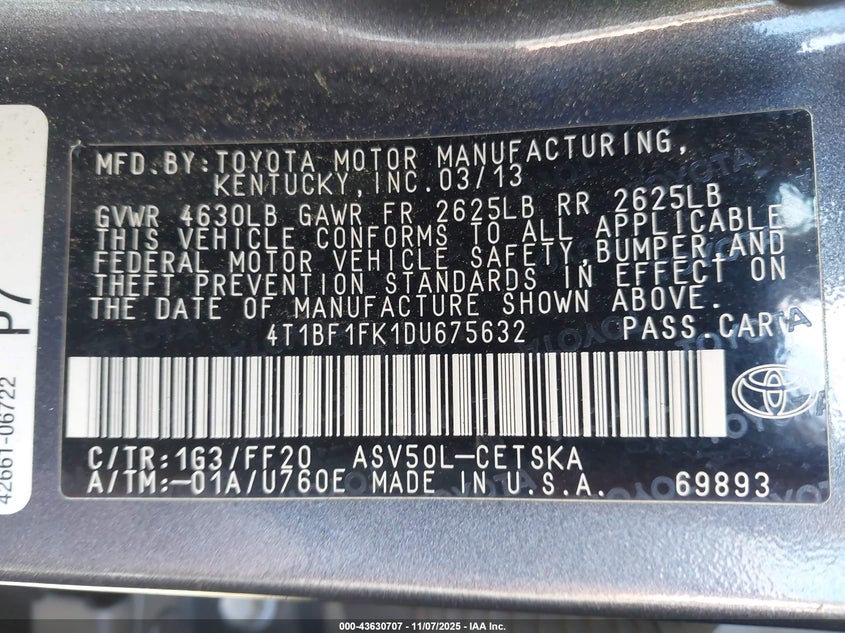 MFD. BY: TOYOTA MOTOR MANUFACTURING,
KENTUCKY, INC. 03/13
GVWR 4630LB GAWR FR 2625LB RR 2625LB
THIS VEHICLE CONFORMS TO ALL APPLICABLE
FEDERAL MOTOR VEHICLE SAFETY, BUMPER, AND
THEFT PREVENTION STANDARDS IN EFFECT ON
THE DATE OF MANUFACTURE SHOWN ABOVE.
4T1BF1FK1DU675632 PASS CAR
C/TR: 1G3/FF20 ASV50L-CETSKA
A/TM: -01A/U760E MADE IN U.S.A. 69893
P7
42661-06722
TOYOTA
000-43630707 - 11/07/2025 - IAA Inc.